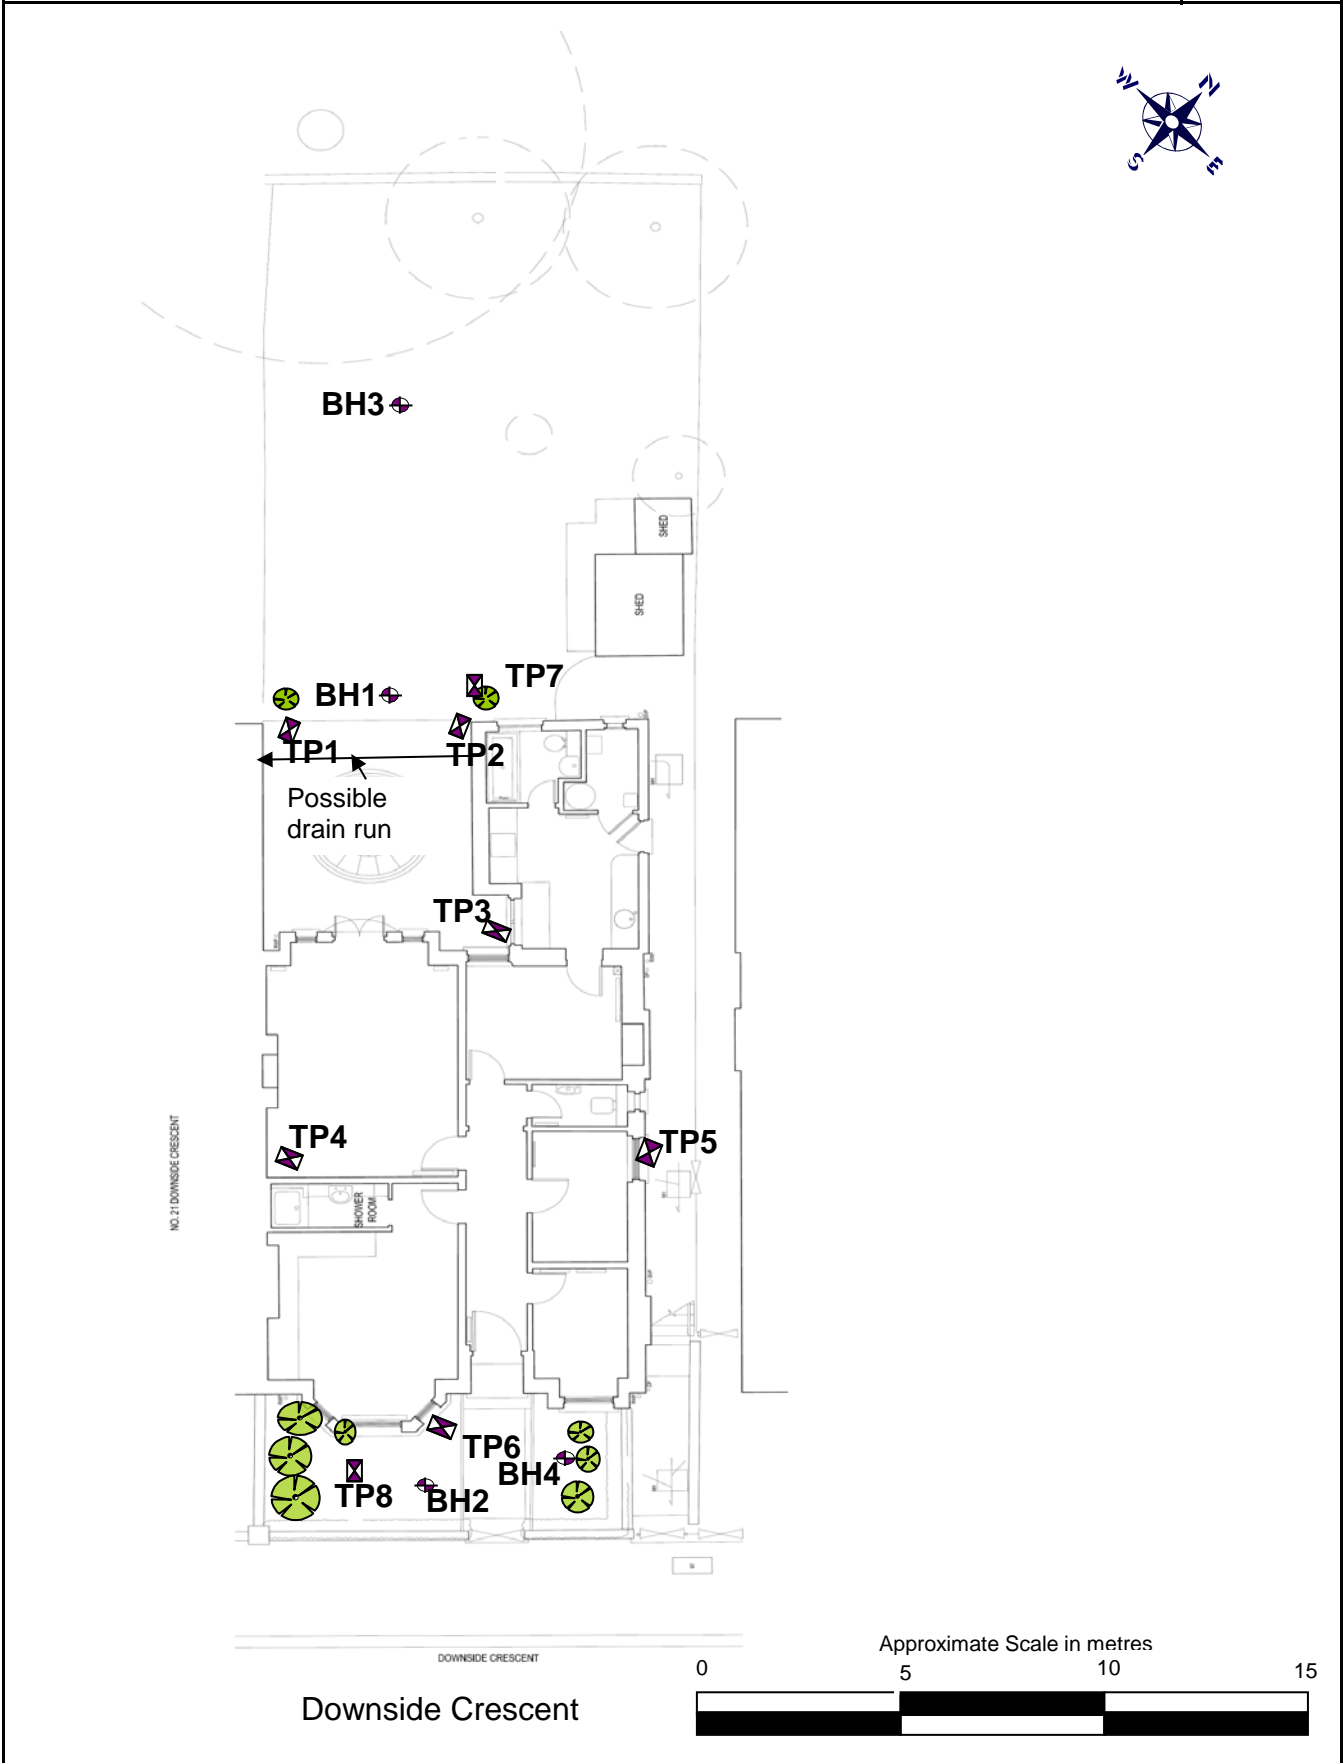 W N
S E
BH3
SHED
SHED
TP7
BH1
TP1
TP2
Possible
drain run
TP3
TP4
TP5
NO. 21 DOWNSIDE CRESCENT
SHOWER
ROOM
TP6
BH4
TP8
BH2
DOWNSIDE CRESCENT
Downside Crescent
Approximate Scale in metres
0 5 10 15